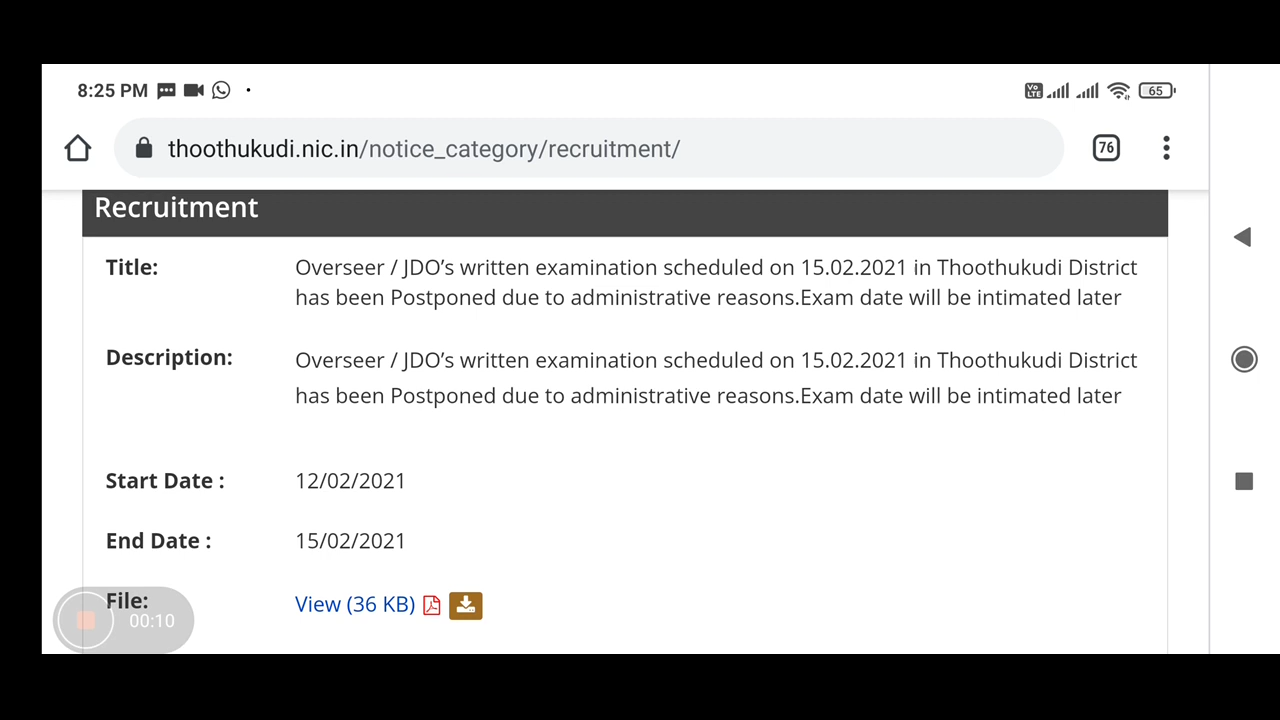 8:25 PM
VoLTE
65
thoothukudi.nic.in/notice_category/recruitment/
76
Recruitment
Title:
Overseer / JDO’s written examination scheduled on 15.02.2021 in Thoothukudi District
has been Postponed due to administrative reasons.Exam date will be intimated later
Description:
Overseer / JDO’s written examination scheduled on 15.02.2021 in Thoothukudi District
has been Postponed due to administrative reasons.Exam date will be intimated later
Start Date : 12/02/2021
End Date : 15/02/2021
File: View (36 KB)
00:10